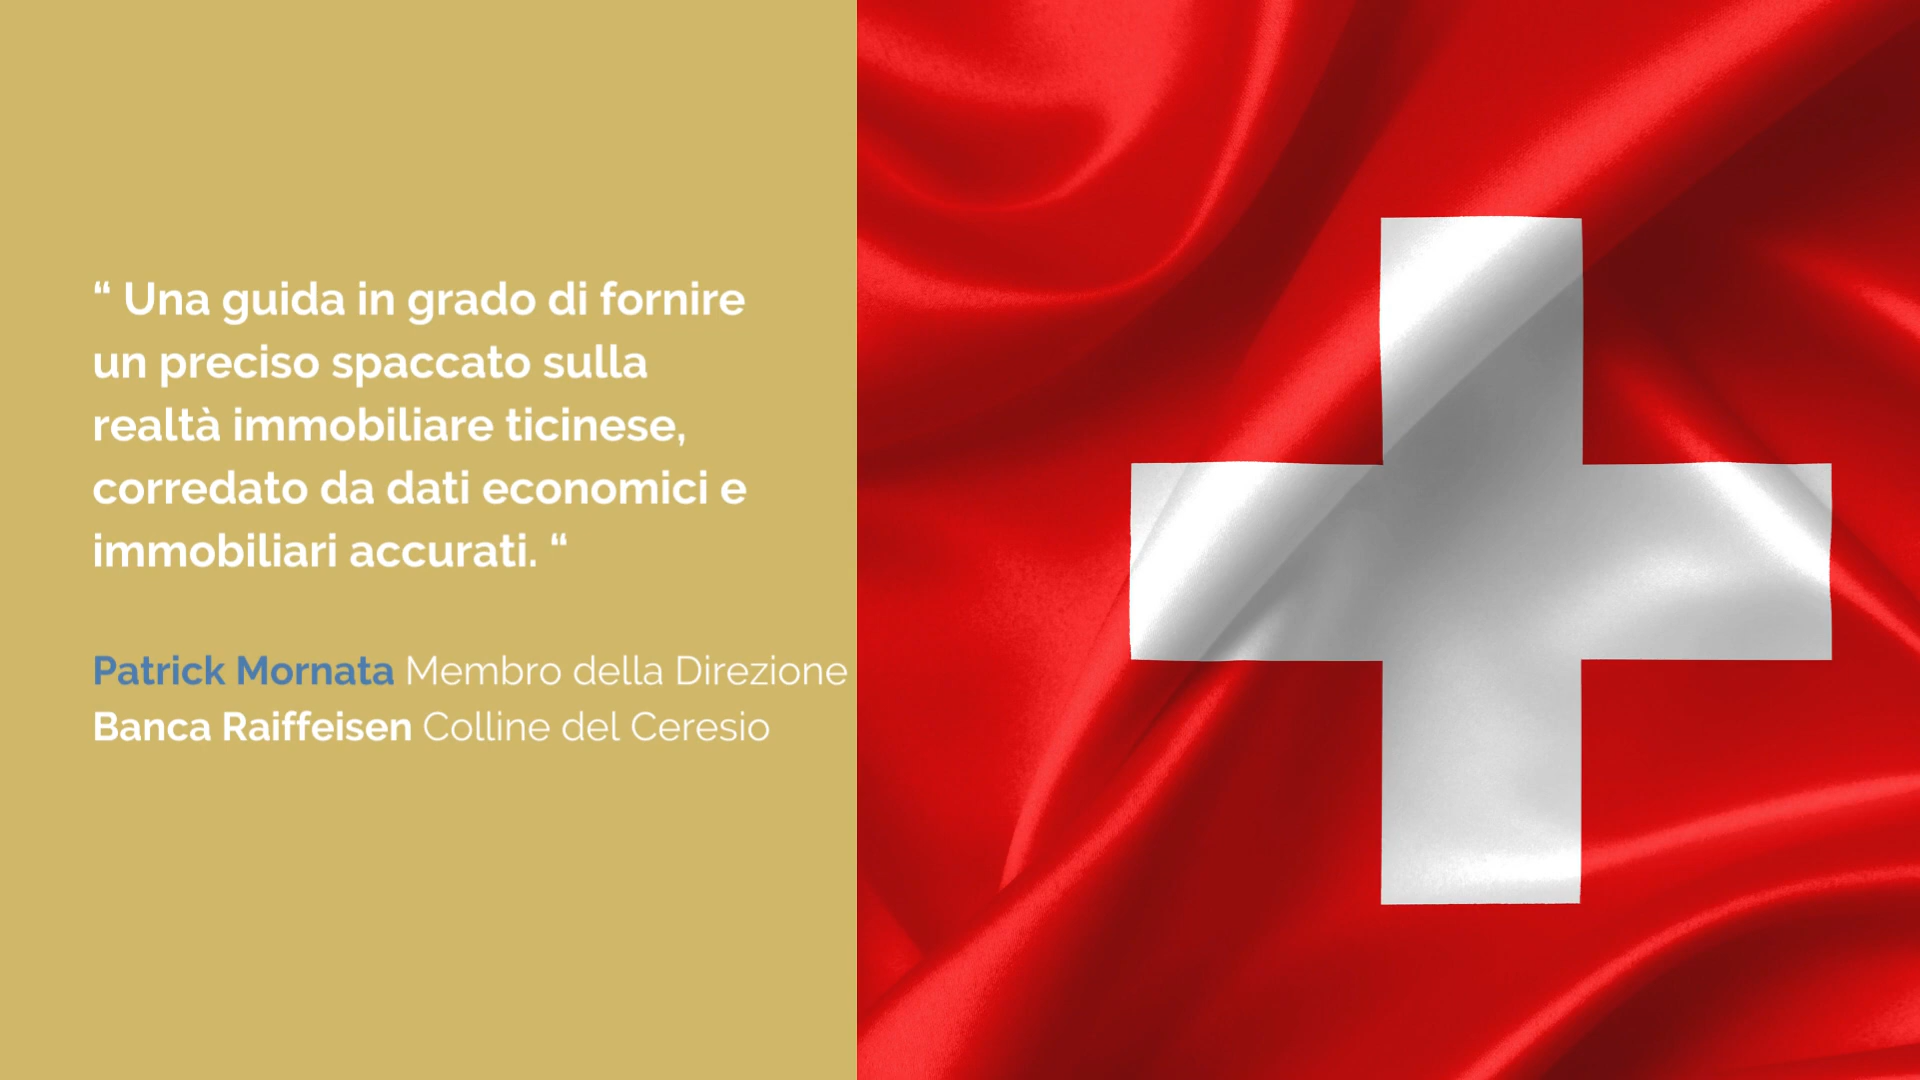 “ Una guida in grado di fornire
un preciso spaccato sulla
realtà immobiliare ticinese,
corredato da dati economici e
immobiliari accurati. “
Patrick Mornata Membro della Direzione
Banca Raiffeisen Colline del Ceresio